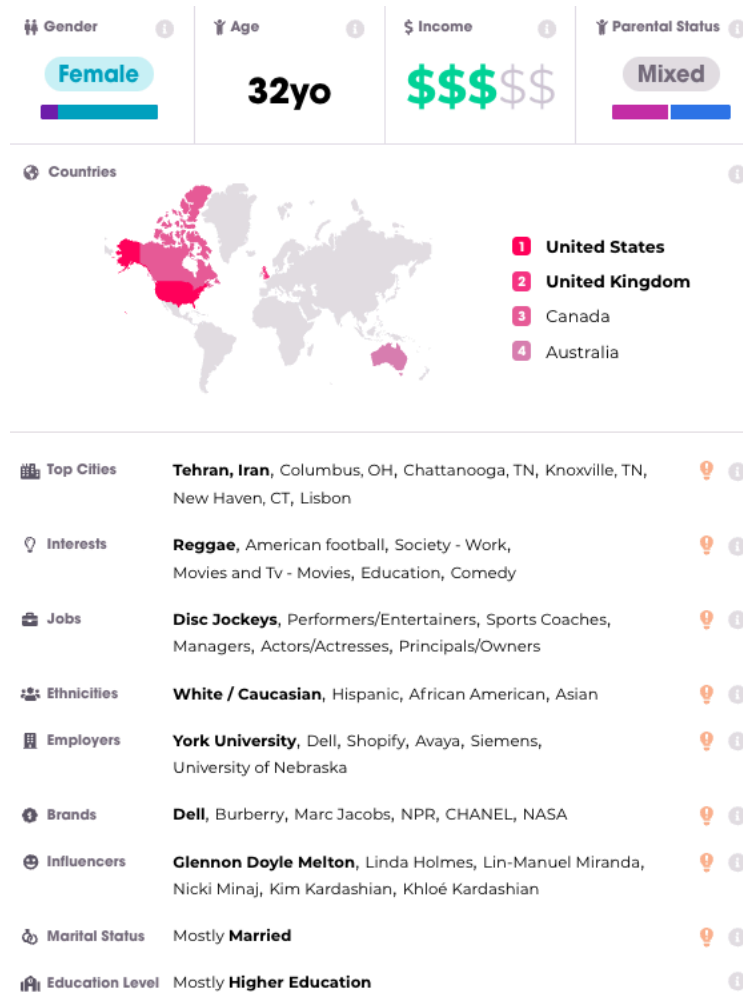 Gender
Age
$ Income
Parental Status
Female
32yo
$$$$$
Mixed
Countries
1 United States
2 United Kingdom
3 Canada
4 Australia
Top Cities
Tehran, Iran, Columbus, OH, Chattanooga, TN, Knoxville, TN,
New Haven, CT, Lisbon
Interests
Reggae, American football, Society - Work,
Movies and Tv - Movies, Education, Comedy
Jobs
Disc Jockeys, Performers/Entertainers, Sports Coaches,
Managers, Actors/Actresses, Principals/Owners
Ethnicities
White / Caucasian, Hispanic, African American, Asian
Employers
York University, Dell, Shopify, Avaya, Siemens,
University of Nebraska
Brands
Dell, Burberry, Marc Jacobs, NPR, CHANEL, NASA
Influencers
Glennon Doyle Melton, Linda Holmes, Lin-Manuel Miranda,
Nicki Minaj, Kim Kardashian, Khloé Kardashian
Marital Status
Mostly Married
Education Level
Mostly Higher Education